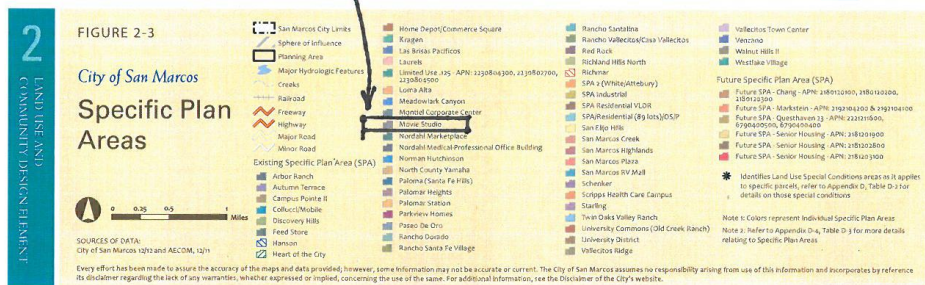 2
LAND USE AND
COMMUNITY DESIGN ELEMENT
FIGURE 2-3
City of San Marcos
Specific Plan
Areas
0 0.25 0.5 1
Miles
SOURCES OF DATA:
City of San Marcos 12/12 and AECOM, 12/11
San Marcos City Limits
Sphere of Influence
Planning Area
Major Hydrologic Features
Creeks
Railroad
Freeway
Highway
Major Road
Minor Road
Existing Specific Plan Area (SPA)
Arbor Ranch
Autumn Terrace
Campus Pointe II
Collucci/Mobile
Discovery Hills
Feed Store
Hanson
Heart of the City
Home Depot/Commerce Square
Kragen
Las Brisas Pacificos
Laurels
Limited Use .125 - APN: 2230804300, 2230802700,
2230804500
Loma Alta
Meadowlark Canyon
Montiel Corporate Center
Movie Studio
Nordahl Marketplace
Nordahl Medical-Professional Office Building
Norman Hutchinson
North County Yamaha
Paloma (Santa Fe Hills)
Palomar Heights
Palomar Station
Parkview Homes
Paseo De Oro
Rancho Dorado
Rancho Santa Fe Village
Rancho Santalina
Rancho Vallecitos/Casa Vallecitos
Red Rock
Richland Hills North
Richmar
SPA 2 (White/Attebury)
SPA Industrial
SPA Residential VLDR
SPA/Residential (89 lots)/OS/P
San Elijo Hills
San Marcos Creek
San Marcos Highlands
San Marcos Plaza
San Marcos RV Mall
Schenker
Scripps Health Care Campus
Starling
Twin Oaks Valley Ranch
University Commons (Old Creek Ranch)
University District
Vallecitos Ridge
Vallecitos Town Center
Venzano
Walnut Hills II
Westlake Village
Future Specific Plan Area (SPA)
Future SPA - Chang - APN: 2180120100, 2180120200,
2180120300
Future SPA - Markstein - APN: 2192104200 & 2192104100
Future SPA - Questhaven 23 - APN: 2221211600,
6790400500, 6790400400
Future SPA - Senior Housing - APN: 2181201900
Future SPA - Senior Housing - APN: 2181202800
Future SPA - Senior Housing - APN: 2181203100
Identifies Land Use Special Conditions areas as it applies
to specific parcels, refer to Appendix D, Table D-2 for
details on those special conditions
Note 1: Colors represent Individual Specific Plan Areas
Note 2: Refer to Appendix D-4, Table D-3 for more details
relating to Specific Plan Areas
Every effort has been made to assure the accuracy of the maps and data provided; however, some information may not be accurate or current. The City of San Marcos assumes no responsibility arising from use of this information and incorporates by reference
its disclaimer regarding the lack of any warranties, whether expressed or implied, concerning the use of the same. For additional information, see the Disclaimer of the City's website.